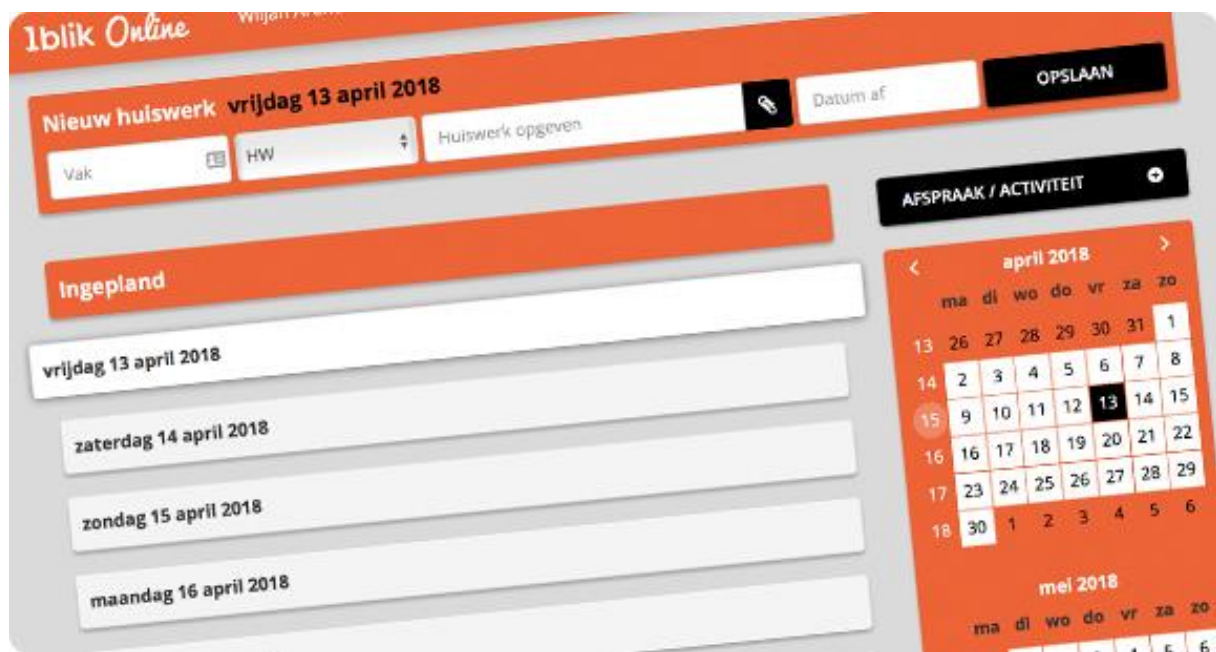 1blik Online
Nieuw huiswerk vrijdag 13 april 2018
Vak
HW
Huiswerk opgeven
Datum af
OPSLAAN
AFSPRAAK / ACTIVITEIT
Ingepland
vrijdag 13 april 2018
zaterdag 14 april 2018
zondag 15 april 2018
maandag 16 april 2018
april 2018
ma di wo do vr za zo
13 26 27 28 29 30 31 1
14 2 3 4 5 6 7 8
15 9 10 11 12 13 14 15
16 16 17 18 19 20 21 22
17 23 24 25 26 27 28 29
18 30 1 2 3 4 5 6
mei 2018
ma di wo do vr za zo
4 5 6